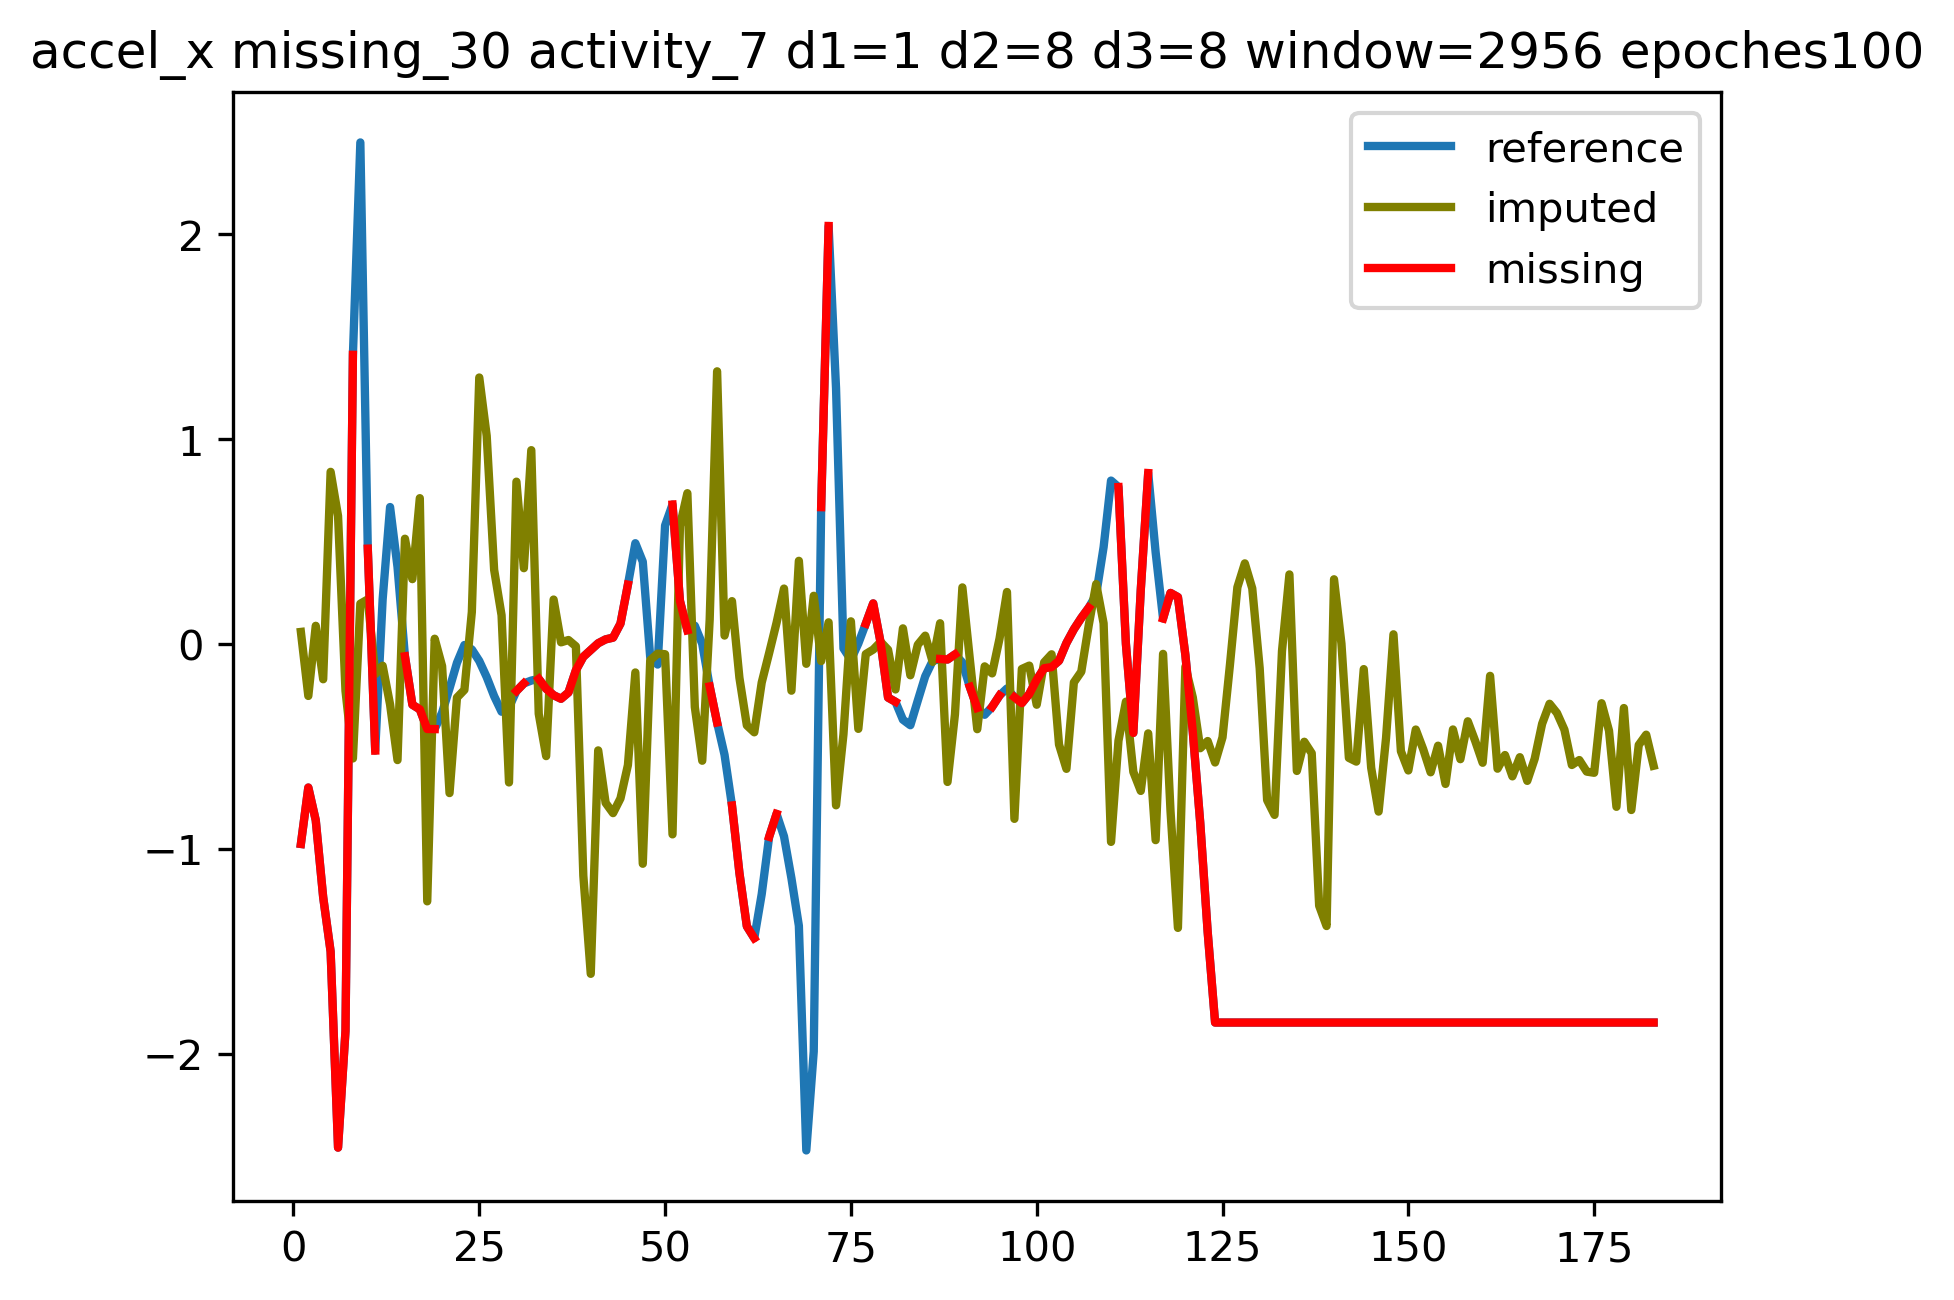 accel_x missing_30 activity_7 d1=1 d2=8 d3=8 window=2956 epoches100
reference
imputed
missing
2
1
0
−1
−2
0 25 50 75 100 125 150 175